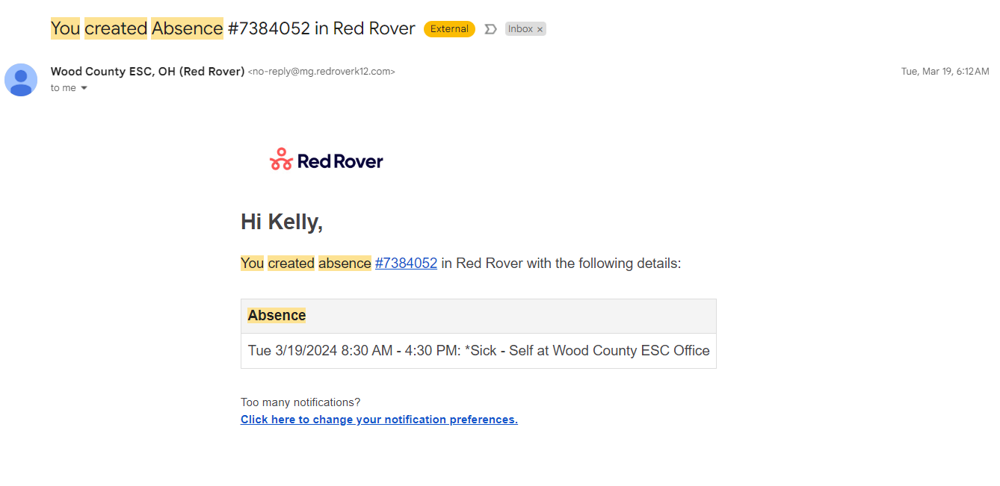 You created Absence #7384052 in Red Rover External Inbox ×
Wood County ESC, OH (Red Rover) <no-reply@mg.redroverk12.com> Tue, Mar 19, 6:12 AM
to me
Red Rover
Hi Kelly,
You created absence #7384052 in Red Rover with the following details:
Absence
Tue 3/19/2024 8:30 AM - 4:30 PM: *Sick - Self at Wood County ESC Office
Too many notifications?
Click here to change your notification preferences.